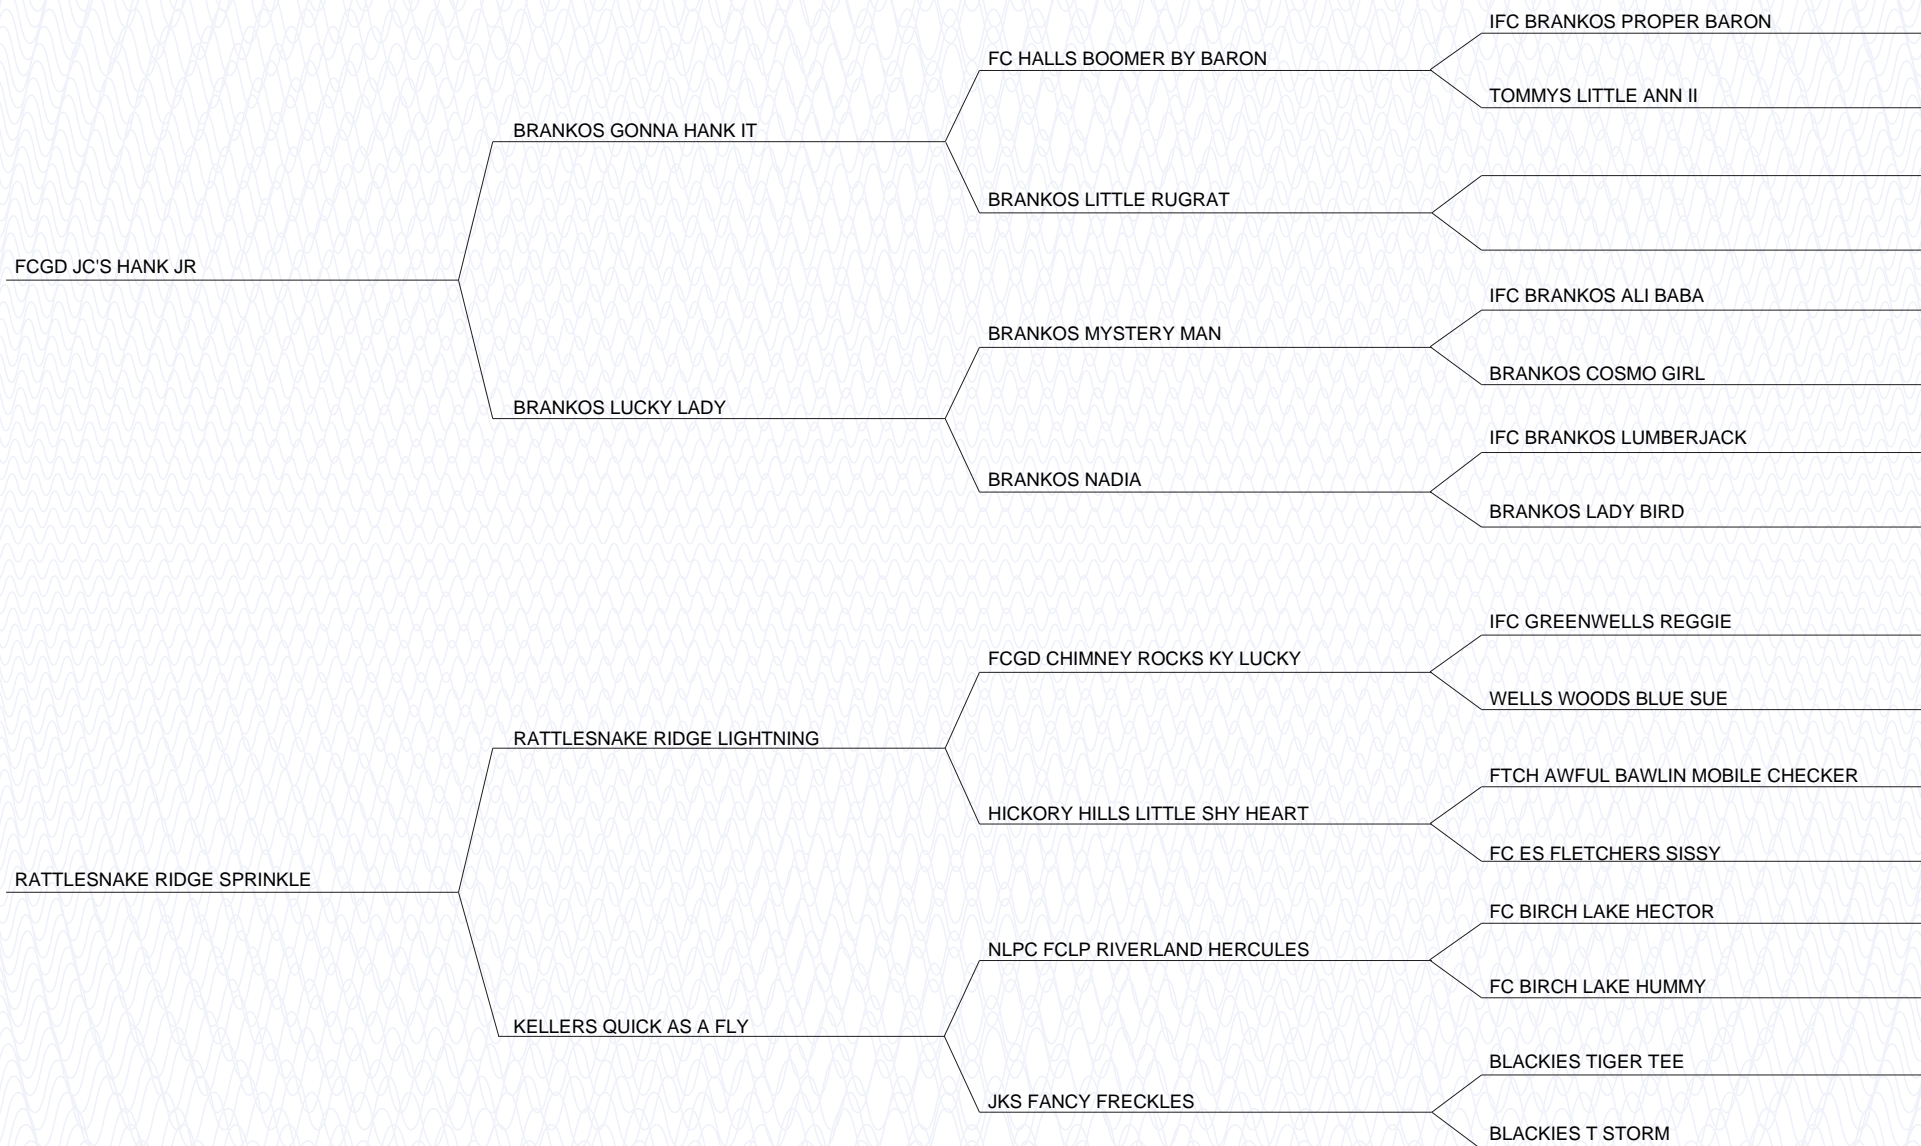 IFC BRANKOS PROPER BARON
FC HALLS BOOMER BY BARON
TOMMYS LITTLE ANN II
BRANKOS GONNA HANK IT
BRANKOS LITTLE RUGRAT
FCGD JC'S HANK JR
IFC BRANKOS ALI BABA
BRANKOS MYSTERY MAN
BRANKOS COSMO GIRL
BRANKOS LUCKY LADY
IFC BRANKOS LUMBERJACK
BRANKOS NADIA
BRANKOS LADY BIRD
IFC GREENWELLS REGGIE
FCGD CHIMNEY ROCKS KY LUCKY
WELLS WOODS BLUE SUE
RATTLESNAKE RIDGE LIGHTNING
FTCH AWFUL BAWLIN MOBILE CHECKER
HICKORY HILLS LITTLE SHY HEART
FC ES FLETCHERS SISSY
RATTLESNAKE RIDGE SPRINKLE
FC BIRCH LAKE HECTOR
NLPC FCLP RIVERLAND HERCULES
FC BIRCH LAKE HUMMY
KELLERS QUICK AS A FLY
BLACKIES TIGER TEE
JKS FANCY FRECKLES
BLACKIES T STORM